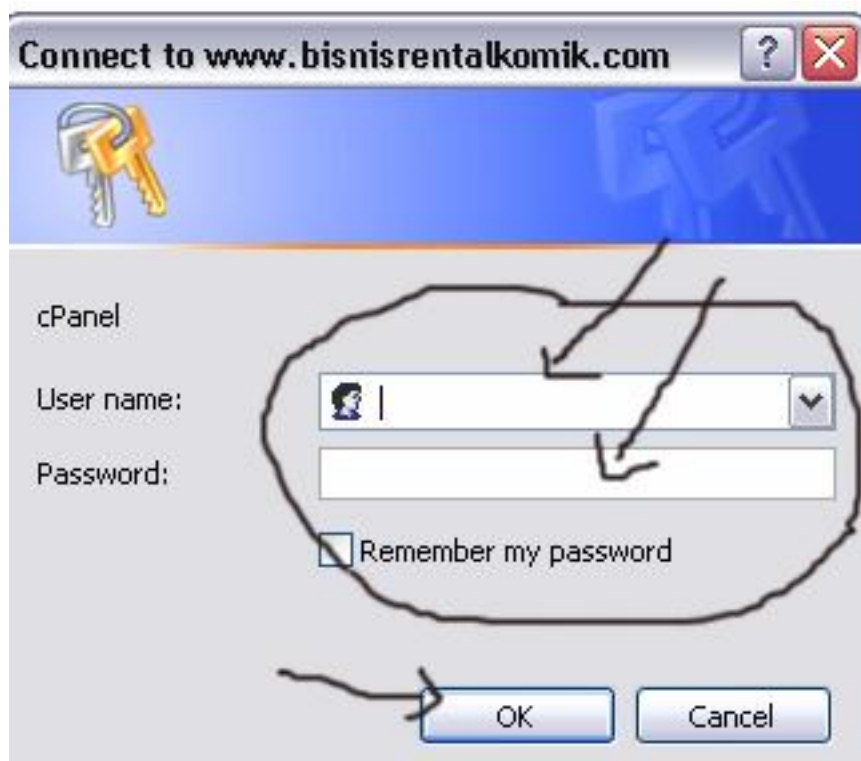 Connect to www.bisnisrentalkomik.com
cPanel
User name:
Password:
Remember my password
OK Cancel